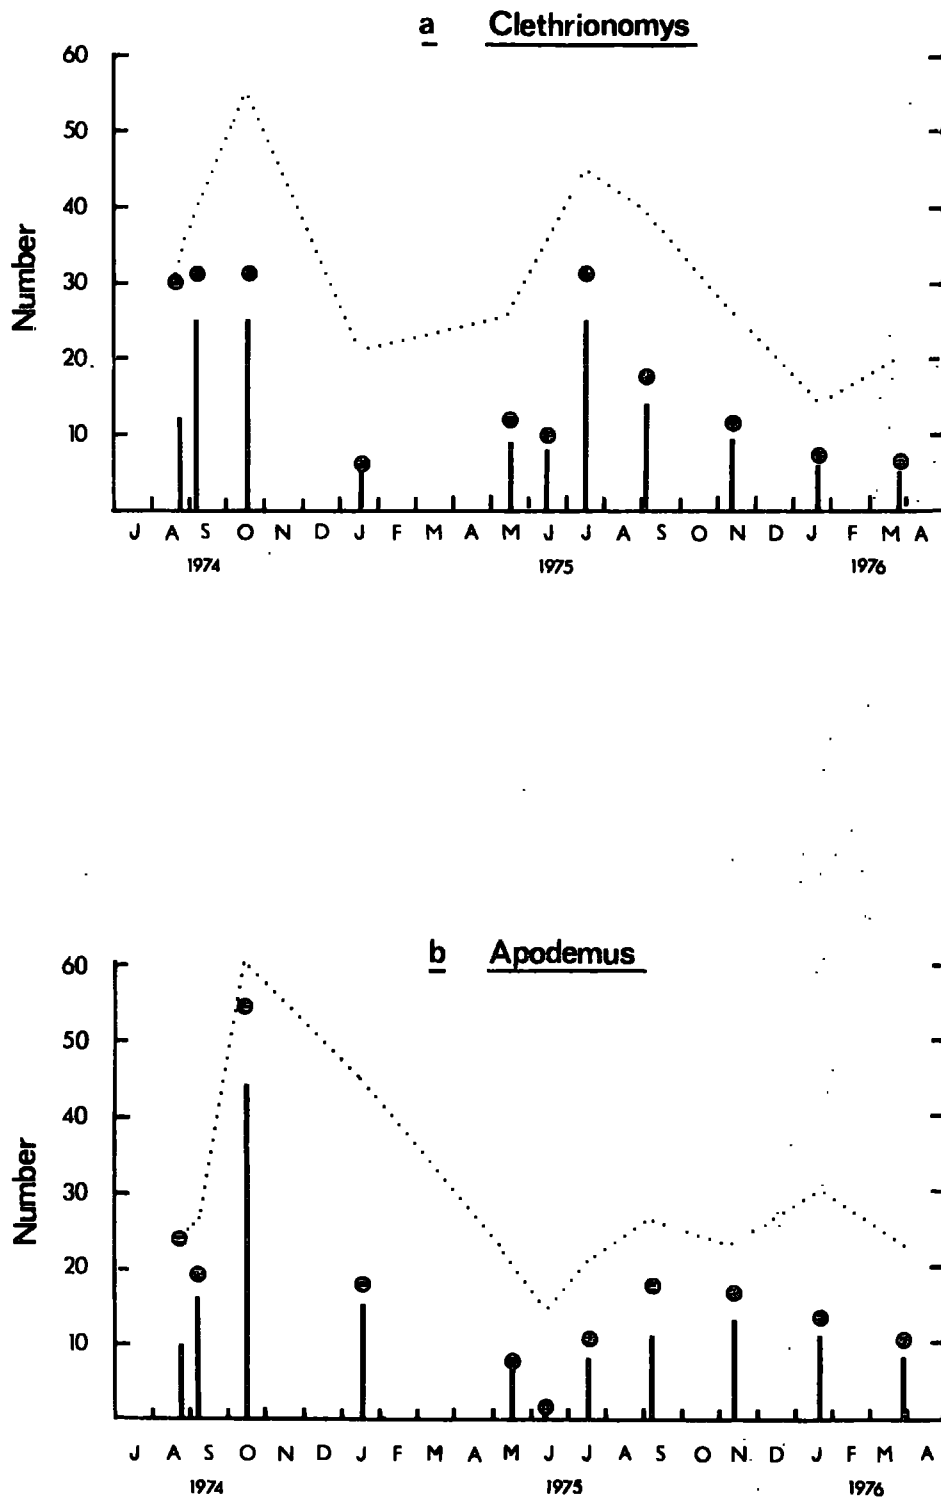 a Clethrionomys
60
50
40
30
20
10
Number
J A S O N D J F M A M J J A S O N D J F M A
1974 1975 1976
b Apodemus
60
50
40
30
20
10
Number
J A S O N D J F M A M J J A S O N D J F M A
1974 1975 1976